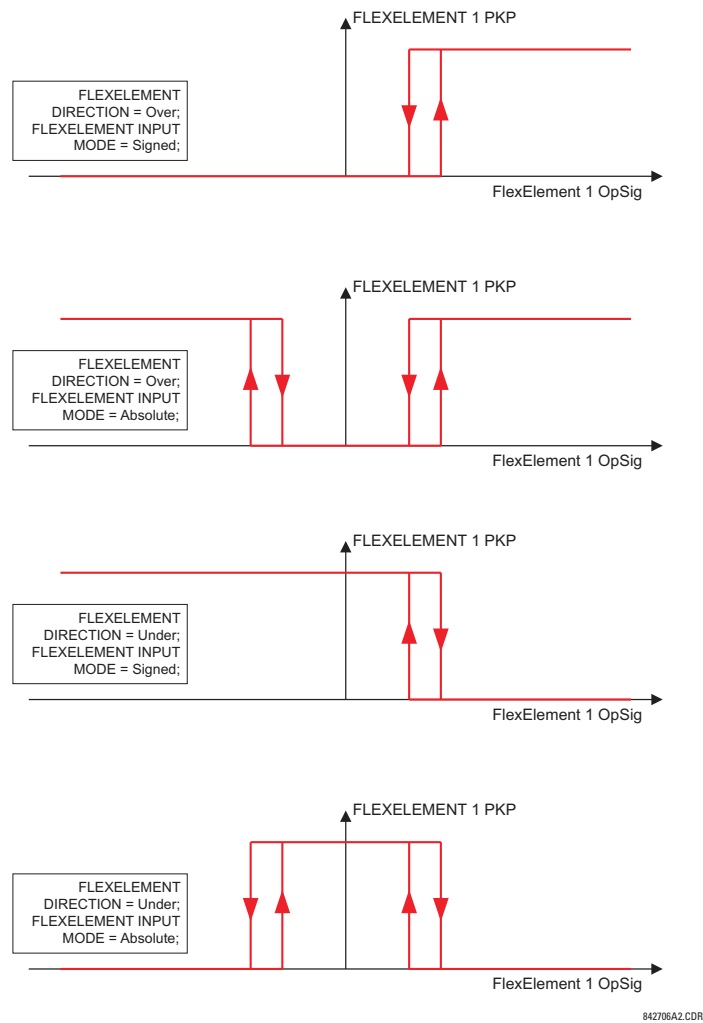 FLEXELEMENT 1 PKP
FLEXELEMENT
DIRECTION = Over;
FLEXELEMENT INPUT
MODE = Signed;
FlexElement 1 OpSig
FLEXELEMENT 1 PKP
FLEXELEMENT
DIRECTION = Over;
FLEXELEMENT INPUT
MODE = Absolute;
FlexElement 1 OpSig
FLEXELEMENT 1 PKP
FLEXELEMENT
DIRECTION = Under;
FLEXELEMENT INPUT
MODE = Signed;
FlexElement 1 OpSig
FLEXELEMENT 1 PKP
FLEXELEMENT
DIRECTION = Under;
FLEXELEMENT INPUT
MODE = Absolute;
FlexElement 1 OpSig
842706A2.CDR